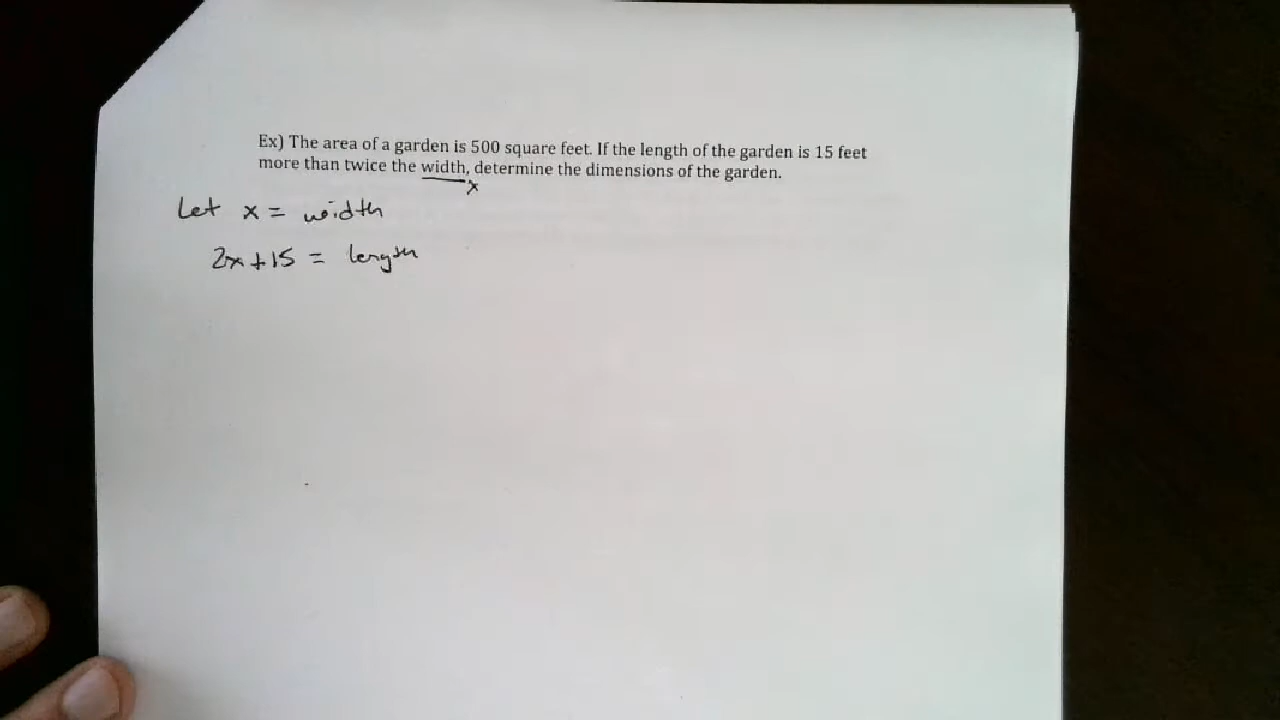 Ex) The area of a garden is 500 square feet. If the length of the garden is 15 feet
more than twice the width, determine the dimensions of the garden.
x
Let x = width
2x+15 = length